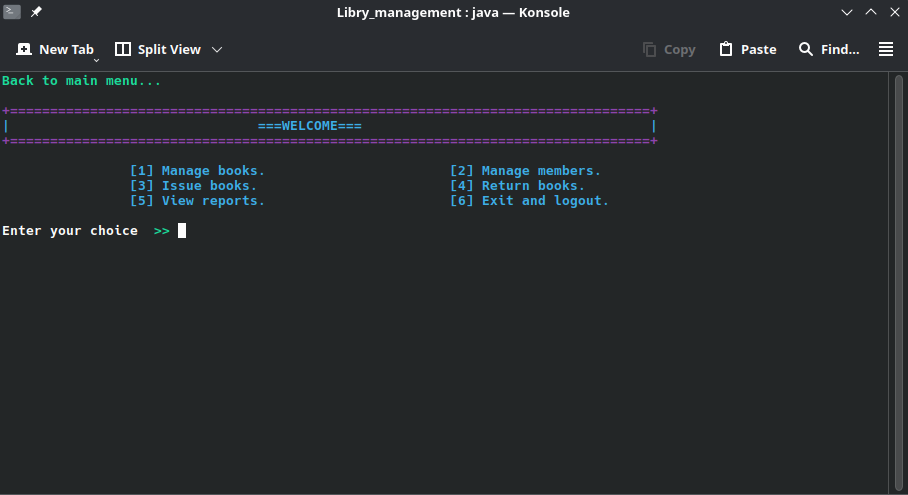 Libry_management : java — Konsole
New Tab Split View Copy Paste Find...
Back to main menu...
+================================================================================+
| ===WELCOME=== |
+================================================================================+
[1] Manage books. [2] Manage members.
[3] Issue books. [4] Return books.
[5] View reports. [6] Exit and logout.
Enter your choice >>